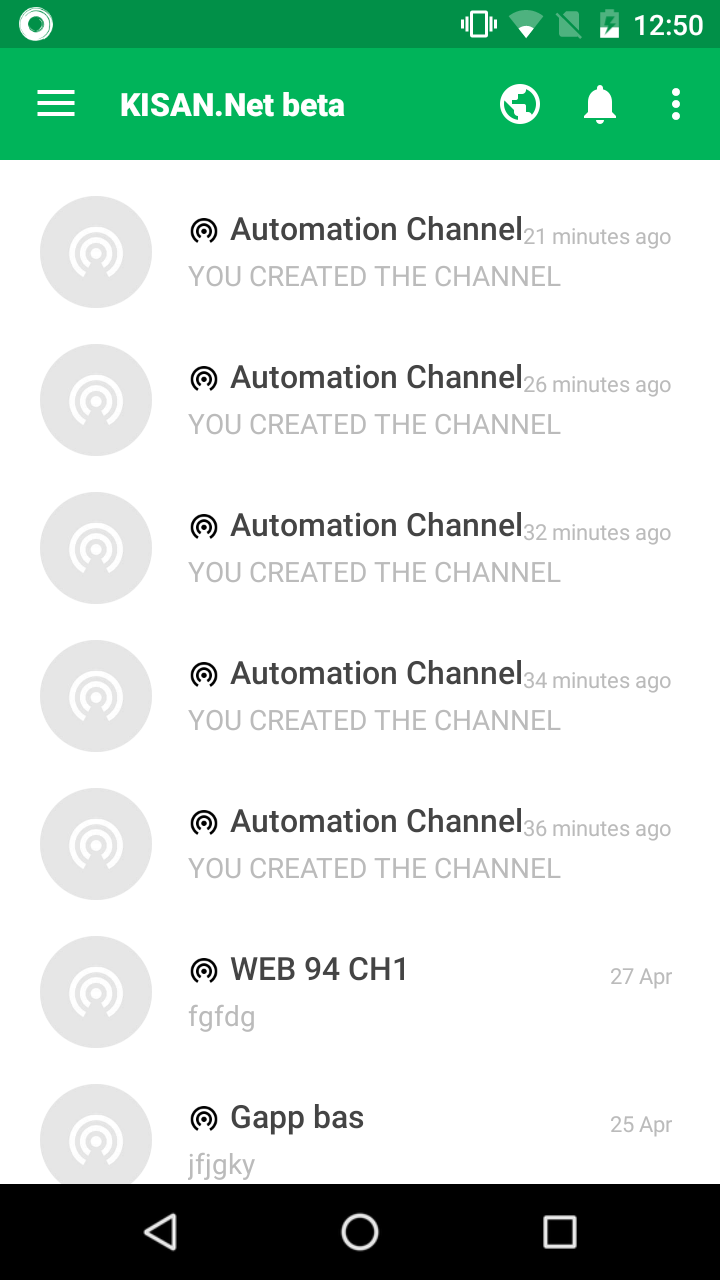 12:50
KISAN.Net beta
Automation Channel 21 minutes ago
YOU CREATED THE CHANNEL
Automation Channel 26 minutes ago
YOU CREATED THE CHANNEL
Automation Channel 32 minutes ago
YOU CREATED THE CHANNEL
Automation Channel 34 minutes ago
YOU CREATED THE CHANNEL
Automation Channel 36 minutes ago
YOU CREATED THE CHANNEL
WEB 94 CH1 27 Apr
fgfdg
Gapp bas 25 Apr
jfjgky